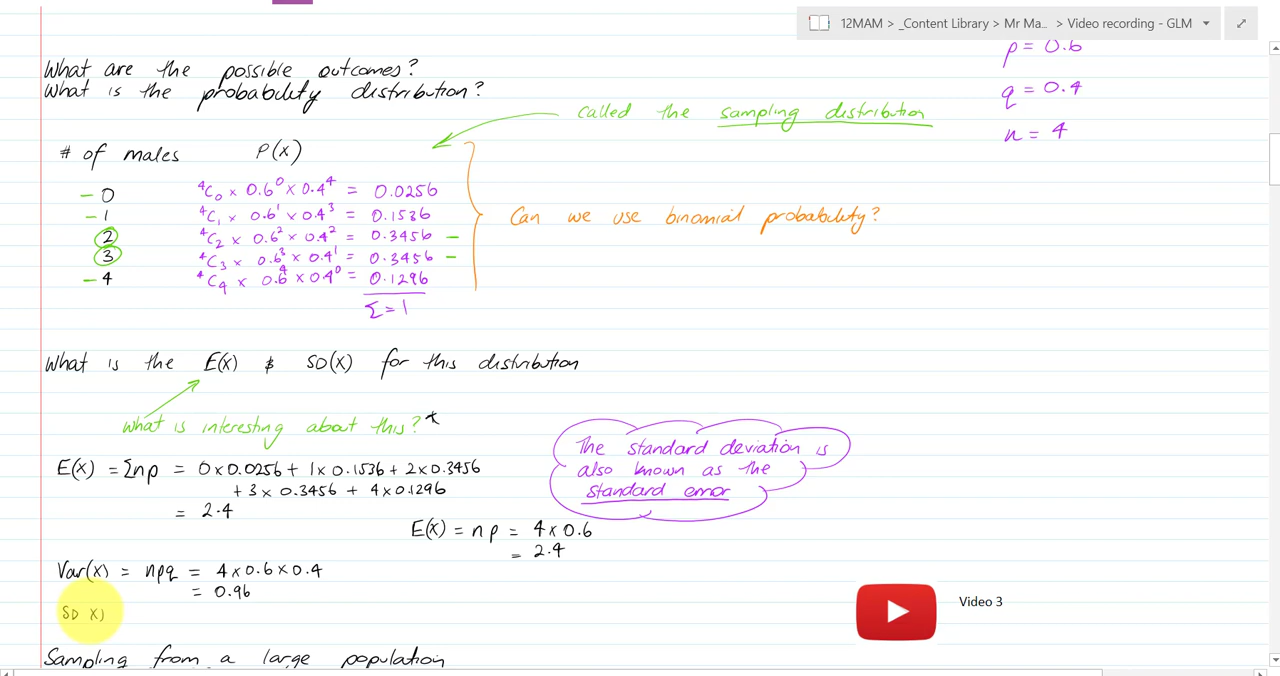 12MAM > _Content Library > Mr Ma... > Video recording - GLM
p = 0.6
What are the possible outcomes?
What is the probability distribution?
q = 0.4
called the sampling distribution
n = 4
# of males P(X)
- 0 ⁴C₀ × 0.6⁰ × 0.4⁴ = 0.0256
- 1 ⁴C₁ × 0.6¹ × 0.4³ = 0.1536
Can we use binomial probability?
2 ⁴C₂ × 0.6² × 0.4² = 0.3456 -
3 ⁴C₃ × 0.6³ × 0.4¹ = 0.3456 -
- 4 ⁴C₄ × 0.6⁴ × 0.4⁰ = 0.1296
Σ = 1
What is the E(X) & SD(X) for this distribution
What is interesting about this? *
The standard deviation is
also known as the
standard error
E(X) = Σnp = 0 × 0.0256 + 1 × 0.1536 + 2 × 0.3456
+ 3 × 0.3456 + 4 × 0.1296
= 2.4
E(X) = np = 4 × 0.6
= 2.4
Var(X) = npq = 4 × 0.6 × 0.4
= 0.96
SD X)
Video 3
Sampling from a large population